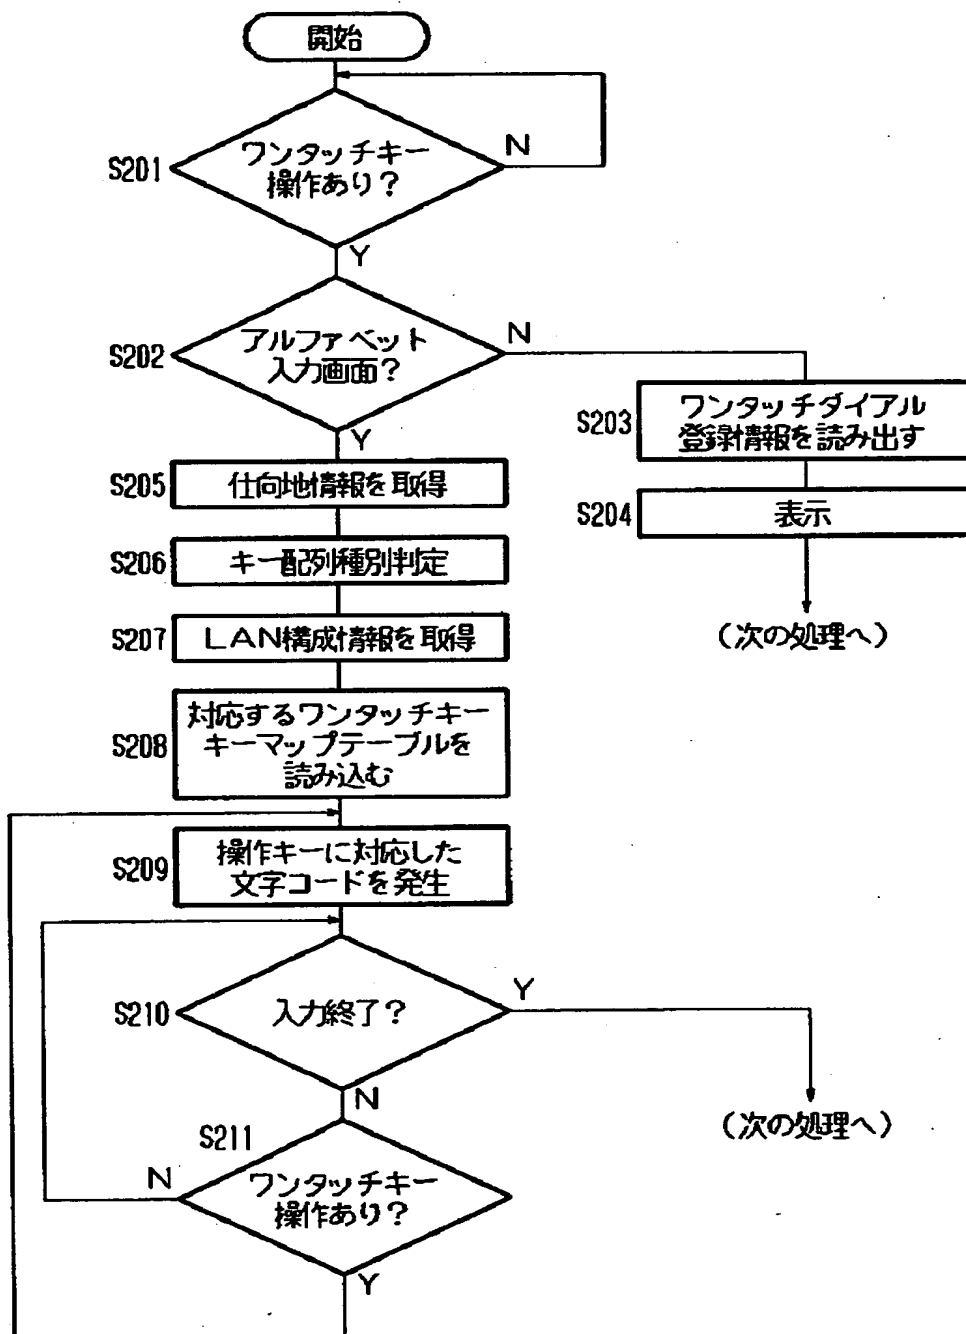 開始
S201
ワンタッチキー
操作あり?
N
Y
S202
アルファベット
入力画面?
N
Y
S203
ワンタッチダイアル
登録情報を読み出す
S204
表示
(次の処理へ)
S205
仕向地情報を取得
S206
キー配列種別判定
S207
LAN構成情報を取得
S208
対応するワンタッチキー
キーマップテーブルを
読み込む
S209
操作キーに対応した
文字コードを発生
S210
入力終了?
Y
N
(次の処理へ)
S211
ワンタッチキー
操作あり?
N
Y